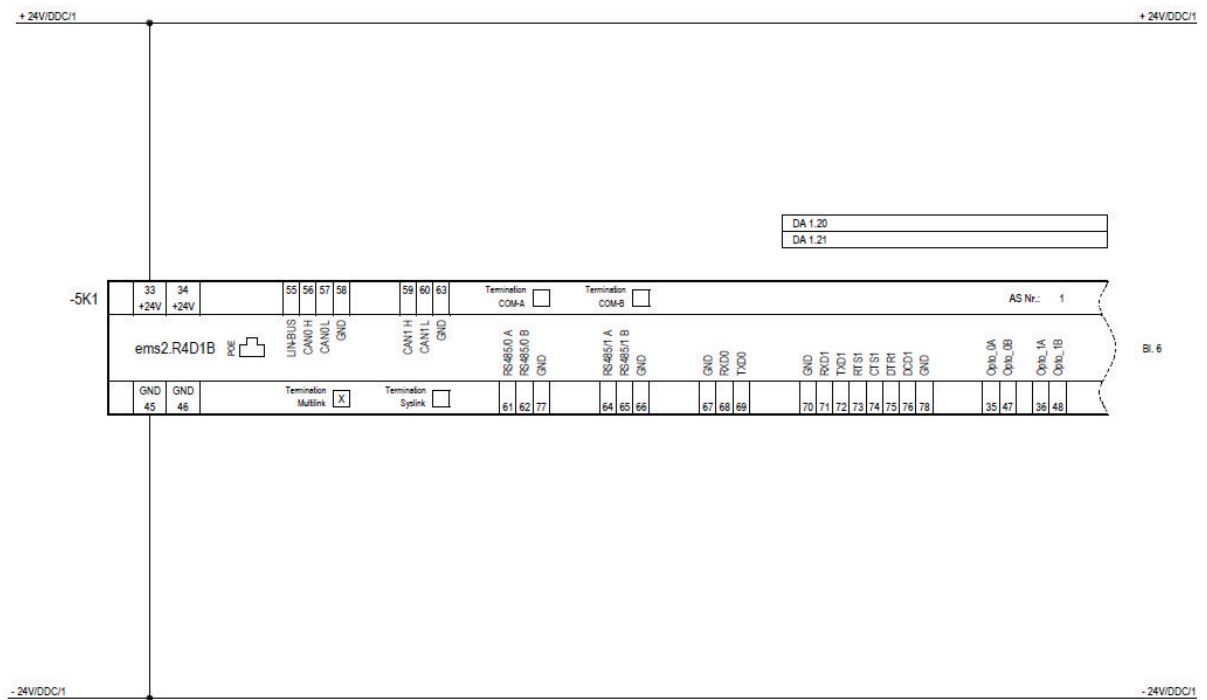 + 24V/DDC/1 + 24V/DDC/1
DA 1.20
DA 1.21
-5K1
33 34 55 56 57 58 59 60 63 Termination Termination AS Nr.: 1
+24V +24V COM-A COM-B
ems2.R4D1B POE LIN-BUS CAN0 H CAN0 L GND CAN1 H CAN1 L GND RS485/0 A RS485/0 B GND RS485/1 A RS485/1 B GND GND RXD0 TXD0 GND RXD1 TXD1 RTS1 CTS1 DTR1 DCD1 GND Opto_0A Opto_0B Opto_1A Opto_1B Bl. 6
GND GND Termination Termination
45 46 Multilink X Syslink 61 62 77 64 65 66 67 68 69 70 71 72 73 74 75 76 78 35 47 36 48
- 24V/DDC/1 - 24V/DDC/1